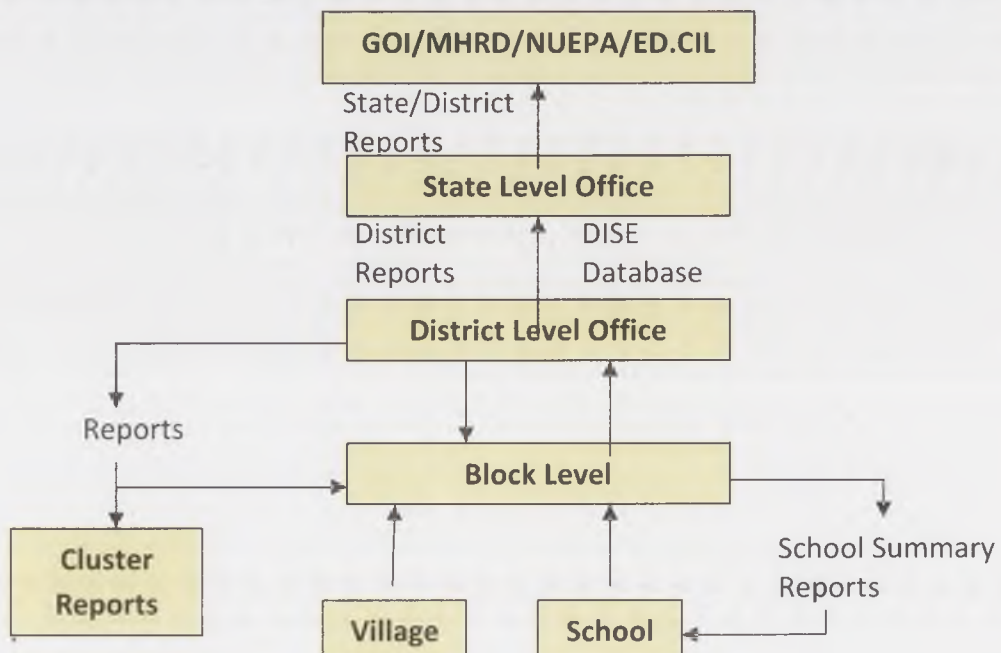 GOI/MHRD/NUEPA/ED.CIL
State/District
Reports
State Level Office
District
Reports
DISE
Database
District Level Office
Reports
Block Level
Cluster
Reports
School Summary
Reports
Village
School